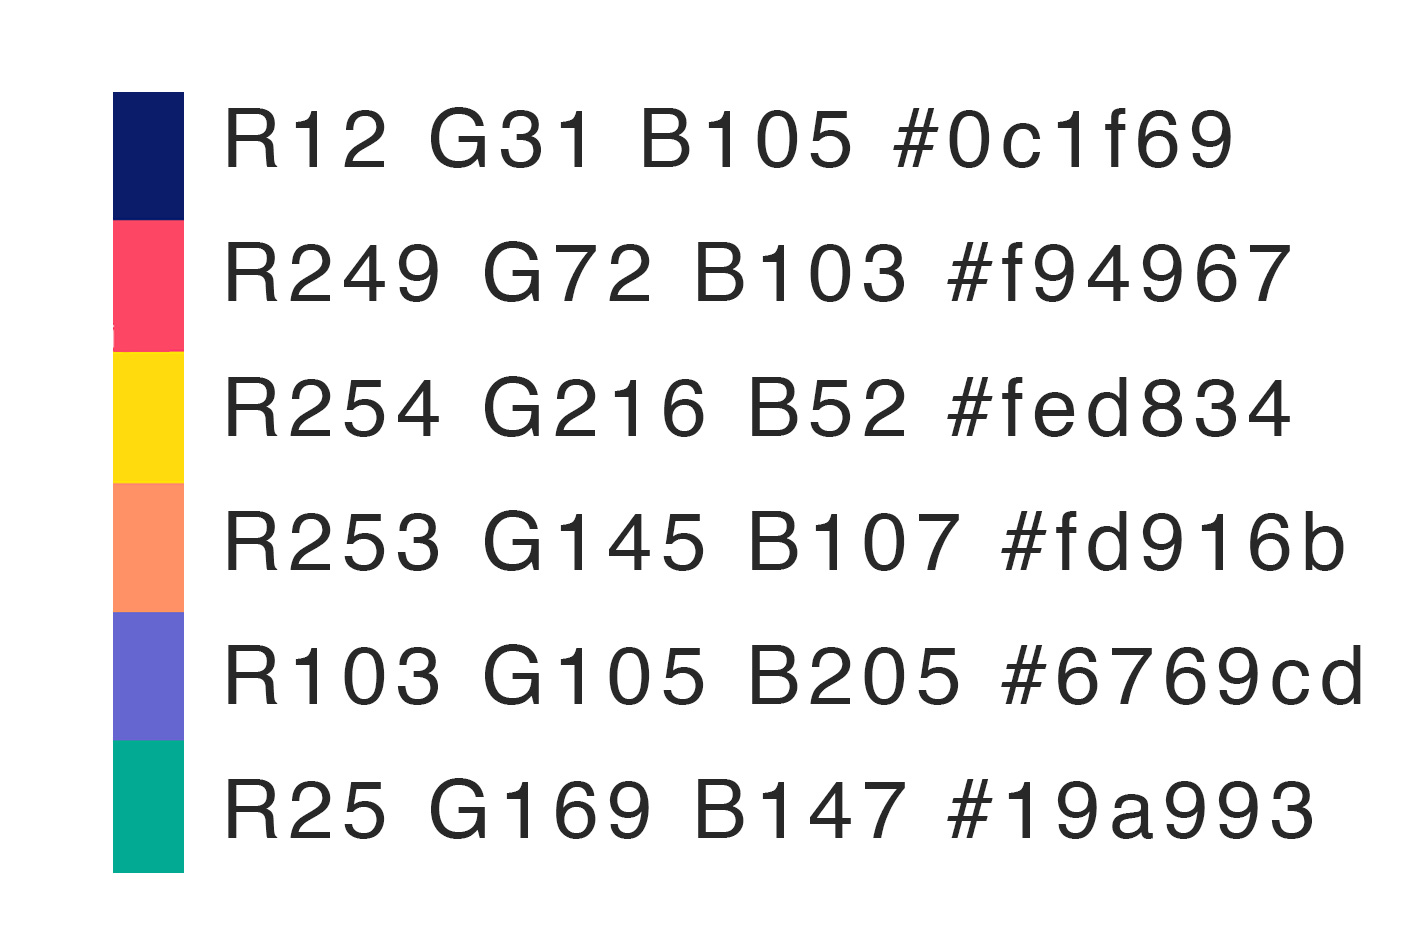 R12 G31 B105 #0c1f69
R249 G72 B103 #f94967
R254 G216 B52 #fed834
R253 G145 B107 #fd916b
R103 G105 B205 #6769cd
R25 G169 B147 #19a993